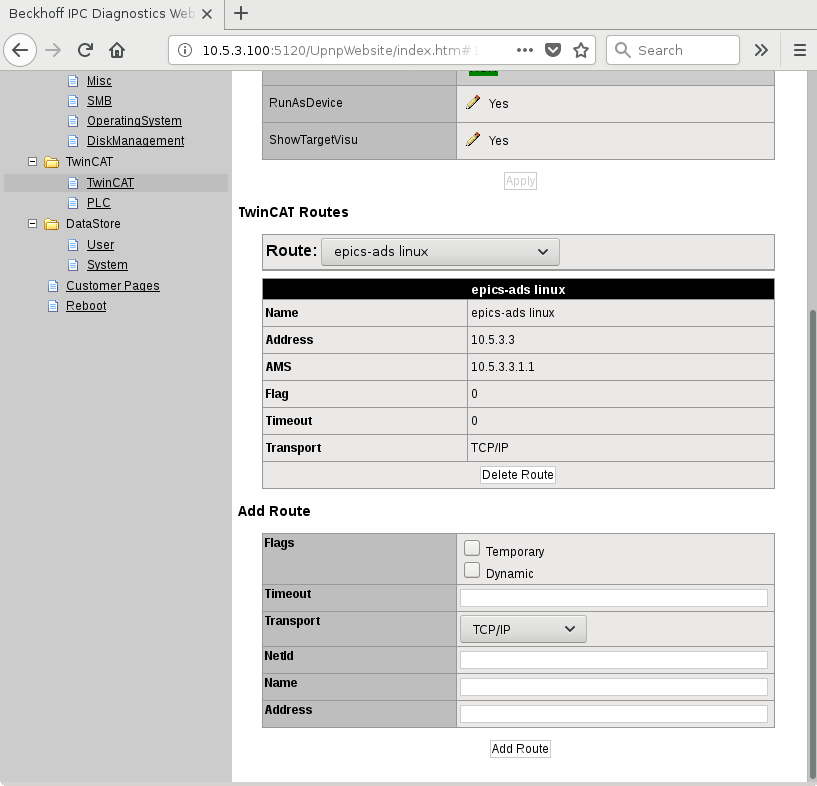 Beckhoff IPC Diagnostics Web
10.5.3.100:5120/UpnpWebsite/index.htm#1
Search
Misc
SMB
OperatingSystem
DiskManagement
TwinCAT
TwinCAT
PLC
DataStore
User
System
Customer Pages
Reboot
RunAsDevice Yes
ShowTargetVisu Yes
Apply
TwinCAT Routes
Route: epics-ads linux
epics-ads linux
Name epics-ads linux
Address 10.5.3.3
AMS 10.5.3.3.1.1
Flag 0
Timeout 0
Transport TCP/IP
Delete Route
Add Route
Flags Temporary
Dynamic
Timeout
Transport TCP/IP
NetId
Name
Address
Add Route